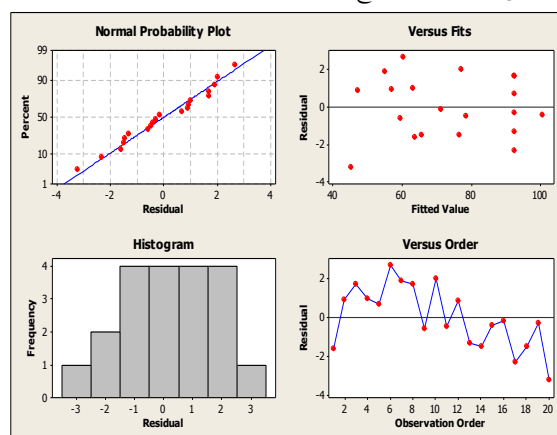 Normal Probability Plot
99
90
50
10
1
Percent
-4 -2 0 2 4
Residual
Versus Fits
2
0
-2
-4
Residual
40 60 80 100
Fitted Value
Histogram
4
3
2
1
0
Frequency
-3 -2 -1 0 1 2 3
Residual
Versus Order
2
0
-2
-4
Residual
2 4 6 8 10 12 14 16 18 20
Observation Order